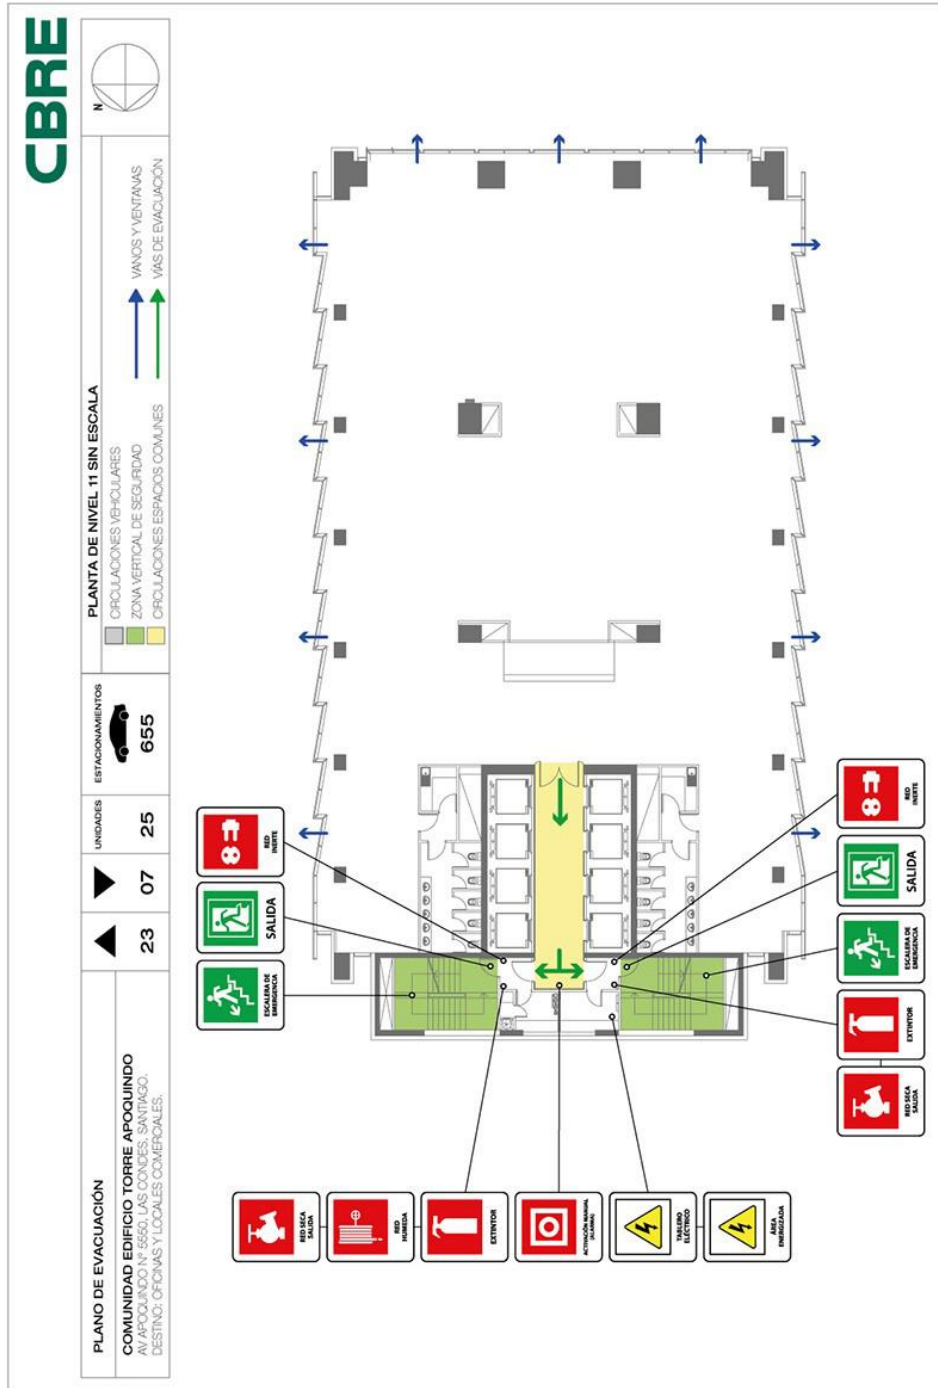 CBRE
PLANO DE EVACUACIÓN
COMUNIDAD EDIFICIO TORRE APOQUINDO
AV APOQUINDO Nº 5550, LAS CONDES, SANTIAGO.
DESTINO: OFICINAS Y LOCALES COMERCIALES.
23
07
UNIDADES
25
ESTACIONAMIENTOS
655
PLANTA DE NIVEL 11 SIN ESCALA
CIRCULACIONES VEHICULARES
ZONA VERTICAL DE SEGURIDAD
CIRCULACIONES ESPACIOS COMUNES
VANOS Y VENTANAS
VÍAS DE EVACUACIÓN
N
ESCALERA DE
EMERGENCIA
SALIDA
RED
INERTE
RED SECA
SALIDA
RED
HUMEDA
EXTINTOR
ACTIVACIÓN MANUAL
(ALARMA)
TABLERO
ELÉCTRICO
ÁREA
ENERGIZADA
RED SECA
SALIDA
EXTINTOR
ESCALERA DE
EMERGENCIA
SALIDA
RED
INERTE